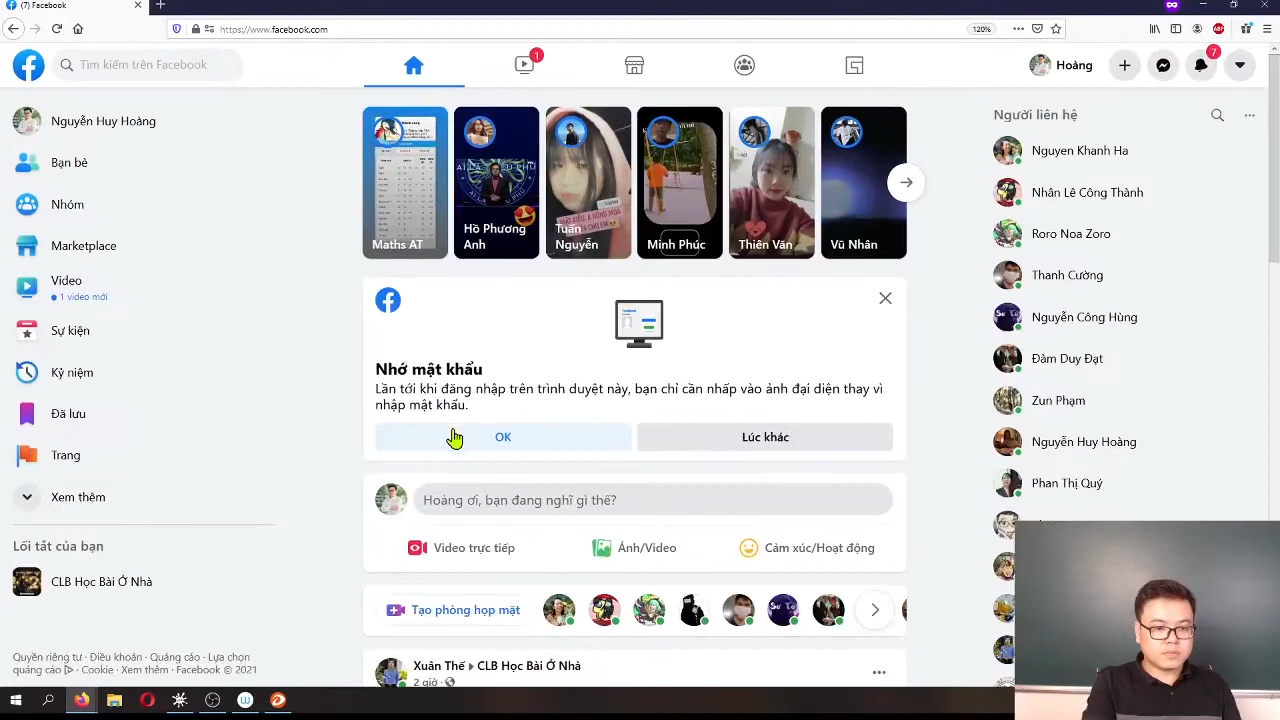 (7) Facebook
https://www.facebook.com
120%
Tìm kiếm trên Facebook
1
Hoàng
7
Nguyễn Huy Hoàng
Bạn bè
Nhóm
Marketplace
Video
1 video mới
Sự kiện
Kỷ niệm
Đã lưu
Trang
Xem thêm
Lối tắt của bạn
CLB Học Bài Ở Nhà
Quyền riêng tư · Điều khoản · Quảng cáo · Lựa chọn
quảng cáo · Cookie · Xem thêm · Facebook © 2021
Maths AT
Hồ Phương
Anh
Tuấn
Nguyễn
Minh Phúc
Thiên Văn
Vũ Nhân
Nhớ mật khẩu
Lần tới khi đăng nhập trên trình duyệt này, bạn chỉ cần nhấp vào ảnh đại diện thay vì
nhập mật khẩu.
OK
Lúc khác
Hoàng ơi, bạn đang nghĩ gì thế?
Video trực tiếp
Ảnh/Video
Cảm xúc/Hoạt động
Tạo phòng họp mặt
Xuân Thế ▸ CLB Học Bài Ở Nhà
2 giờ ·
Người liên hệ
Nguyen Khanh Ha
Nhân Lê Công Thành
Roro Noa Zoro
Thanh Cường
Nguyễn Công Hùng
Đàm Duy Đạt
Zun Phạm
Nguyễn Huy Hoàng
Phan Thị Quý